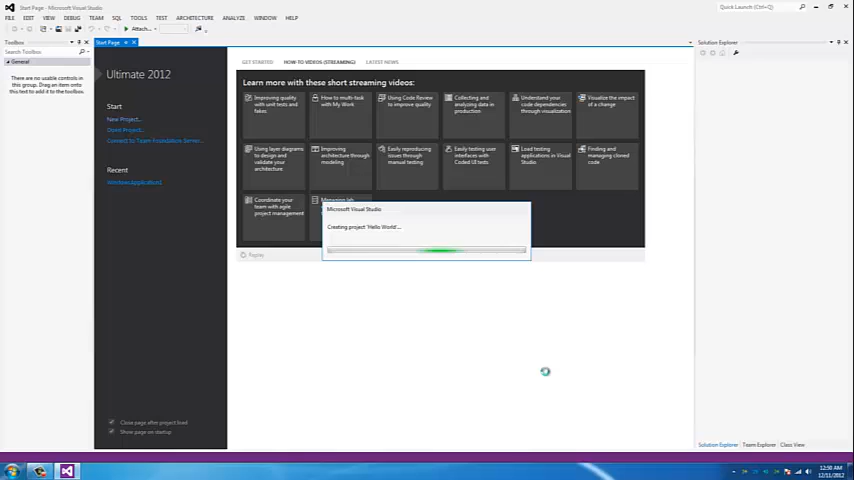 Start Page - Microsoft Visual Studio
Quick Launch (Ctrl+Q)
FILE EDIT VIEW DEBUG TEAM SQL TOOLS TEST ARCHITECTURE ANALYZE WINDOW HELP
Attach...
Toolbox
Search Toolbox
General
There are no usable controls in
this group. Drag an item onto
this text to add it to the toolbox.
Start Page
Ultimate 2012
Start
New Project...
Open Project...
Connect to Team Foundation Server...
Recent
WindowsApplication1
Close page after project load
Show page on startup
GET STARTED HOW-TO VIDEOS (STREAMING) LATEST NEWS
Learn more with these short streaming videos:
Improving quality
with unit tests and
fakes
How to multi-task
with My Work
Using Code Review
to improve quality
Collecting and
analyzing data in
production
Understand your
code dependencies
through visualization
Visualize the impact
of a change
Using layer diagrams
to design and
validate your
architecture
Improving
architecture through
modeling
Easily reproducing
issues through
manual testing
Easily testing user
interfaces with
Coded UI tests
Load testing
applications in Visual
Studio
Finding and
managing cloned
code
Coordinate your
team with agile
project management
Managing lab
Microsoft Visual Studio
Creating project 'Hello World'...
Replay
Solution Explorer
Solution Explorer Team Explorer Class View
12:50 AM
12/11/2012